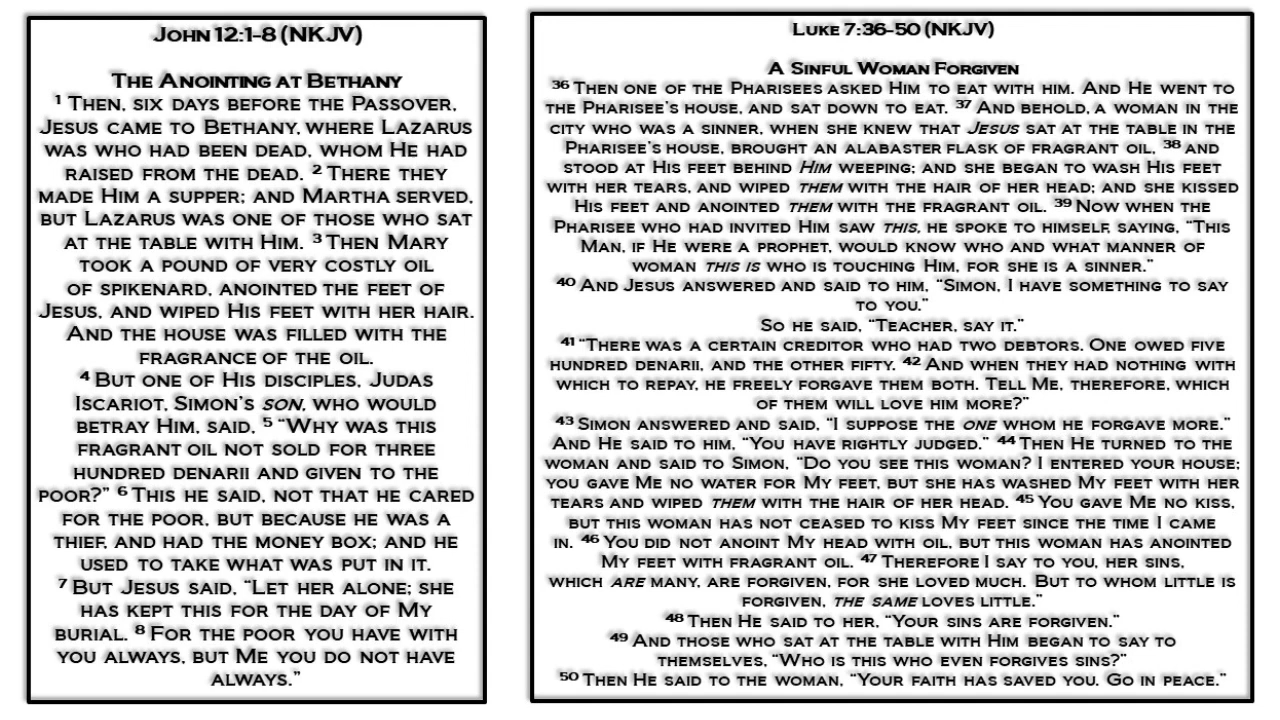 John 12:1-8 (NKJV)
The Anointing at Bethany
1 Then, six days before the Passover,
Jesus came to Bethany, where Lazarus
was who had been dead, whom He had
raised from the dead. 2 There they
made Him a supper; and Martha served,
but Lazarus was one of those who sat
at the table with Him. 3 Then Mary
took a pound of very costly oil
of spikenard, anointed the feet of
Jesus, and wiped His feet with her hair.
And the house was filled with the
fragrance of the oil.
4 But one of His disciples, Judas
Iscariot, Simon’s son, who would
betray Him, said, 5 “Why was this
fragrant oil not sold for three
hundred denarii and given to the
poor?” 6 This he said, not that he cared
for the poor, but because he was a
thief, and had the money box; and he
used to take what was put in it.
7 But Jesus said, “Let her alone; she
has kept this for the day of My
burial. 8 For the poor you have with
you always, but Me you do not have
always.”
Luke 7:36-50 (NKJV)
A Sinful Woman Forgiven
36 Then one of the Pharisees asked Him to eat with him. And He went to
the Pharisee’s house, and sat down to eat. 37 And behold, a woman in the
city who was a sinner, when she knew that Jesus sat at the table in the
Pharisee’s house, brought an alabaster flask of fragrant oil, 38 and
stood at His feet behind Him weeping; and she began to wash His feet
with her tears, and wiped them with the hair of her head; and she kissed
His feet and anointed them with the fragrant oil. 39 Now when the
Pharisee who had invited Him saw this, he spoke to himself, saying, “This
Man, if He were a prophet, would know who and what manner of
woman this is who is touching Him, for she is a sinner.”
40 And Jesus answered and said to him, “Simon, I have something to say
to you.”
So he said, “Teacher, say it.”
41 “There was a certain creditor who had two debtors. One owed five
hundred denarii, and the other fifty. 42 And when they had nothing with
which to repay, he freely forgave them both. Tell Me, therefore, which
of them will love him more?”
43 Simon answered and said, “I suppose the one whom he forgave more.”
And He said to him, “You have rightly judged.” 44 Then He turned to the
woman and said to Simon, “Do you see this woman? I entered your house;
you gave Me no water for My feet, but she has washed My feet with her
tears and wiped them with the hair of her head. 45 You gave Me no kiss,
but this woman has not ceased to kiss My feet since the time I came
in. 46 You did not anoint My head with oil, but this woman has anointed
My feet with fragrant oil. 47 Therefore I say to you, her sins,
which are many, are forgiven, for she loved much. But to whom little is
forgiven, the same loves little.”
48 Then He said to her, “Your sins are forgiven.”
49 And those who sat at the table with Him began to say to
themselves, “Who is this who even forgives sins?”
50 Then He said to the woman, “Your faith has saved you. Go in peace.”